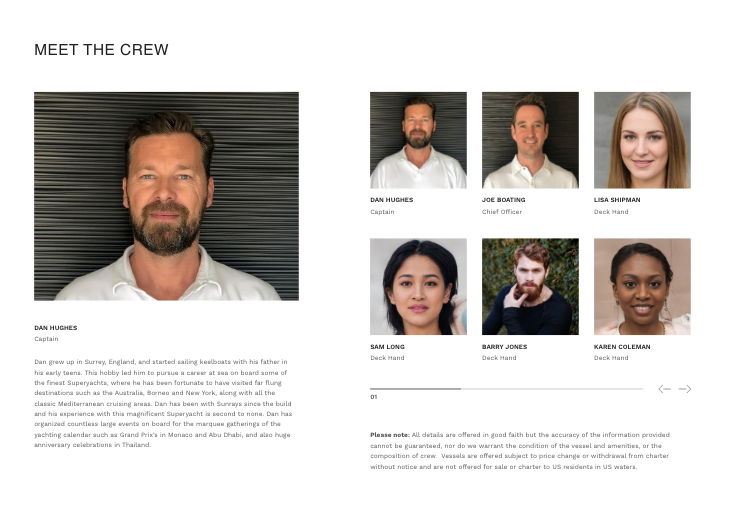 MEET THE CREW
DAN HUGHES
Captain
Dan grew up in Surrey, England, and started sailing keelboats with his father in
his early teens. This hobby led him to pursue a career at sea on board some of
the finest Superyachts, where he has been fortunate to have visited far flung
destinations such as the Australia, Borneo and New York, along with all the
classic Mediterranean cruising areas. Dan has been with Sunrays since the build
and his experience with this magnificent Superyacht is second to none. Dan has
organized countless large events on board for the marquee gatherings of the
yachting calendar such as Grand Prix's in Monaco and Abu Dhabi, and also huge
anniversary celebrations in Thailand.
DAN HUGHES
Captain
JOE BOATING
Chief Officer
LISA SHIPMAN
Deck Hand
SAM LONG
Deck Hand
BARRY JONES
Deck Hand
KAREN COLEMAN
Deck Hand
01
Please note: All details are offered in good faith but the accuracy of the information provided
cannot be guaranteed, nor do we warrant the condition of the vessel and amenities, or the
composition of crew. Vessels are offered subject to price change or withdrawal from charter
without notice and are not offered for sale or charter to US residents in US waters.